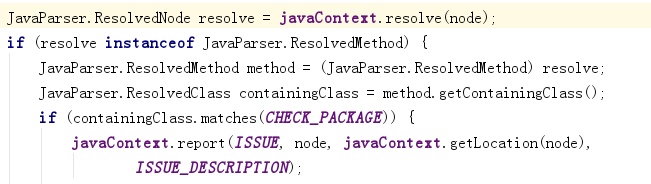 JavaParser.ResolvedNode resolve = javaContext.resolve(node);
if (resolve instanceof JavaParser.ResolvedMethod) {
JavaParser.ResolvedMethod method = (JavaParser.ResolvedMethod) resolve;
JavaParser.ResolvedClass containingClass = method.getContainingClass();
if (containingClass.matches(CHECK_PACKAGE)) {
javaContext.report(ISSUE, node, javaContext.getLocation(node),
ISSUE_DESCRIPTION);